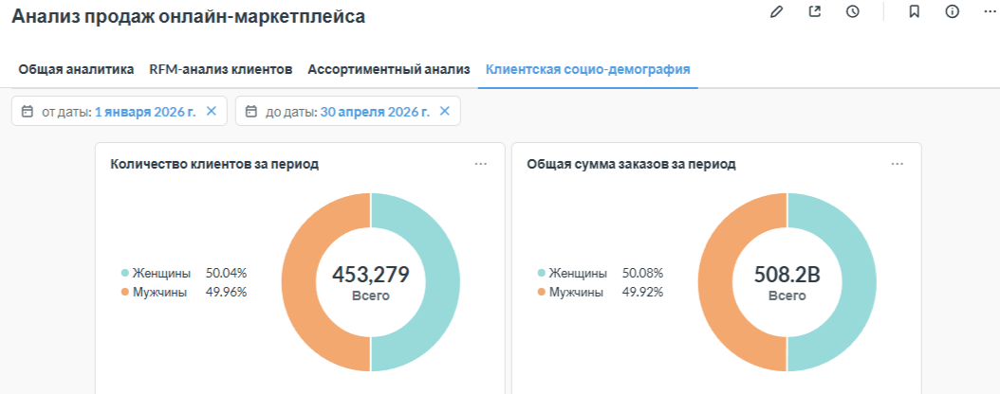 Анализ продаж онлайн-маркетплейса
Общая аналитика RFM-анализ клиентов Ассортиментный анализ Клиентская социо-демография
от даты: 1 января 2026 г. до даты: 30 апреля 2026 г.
Количество клиентов за период
Женщины 50.04%
Мужчины 49.96%
453,279
Всего
Общая сумма заказов за период
Женщины 50.08%
Мужчины 49.92%
508.2B
Всего